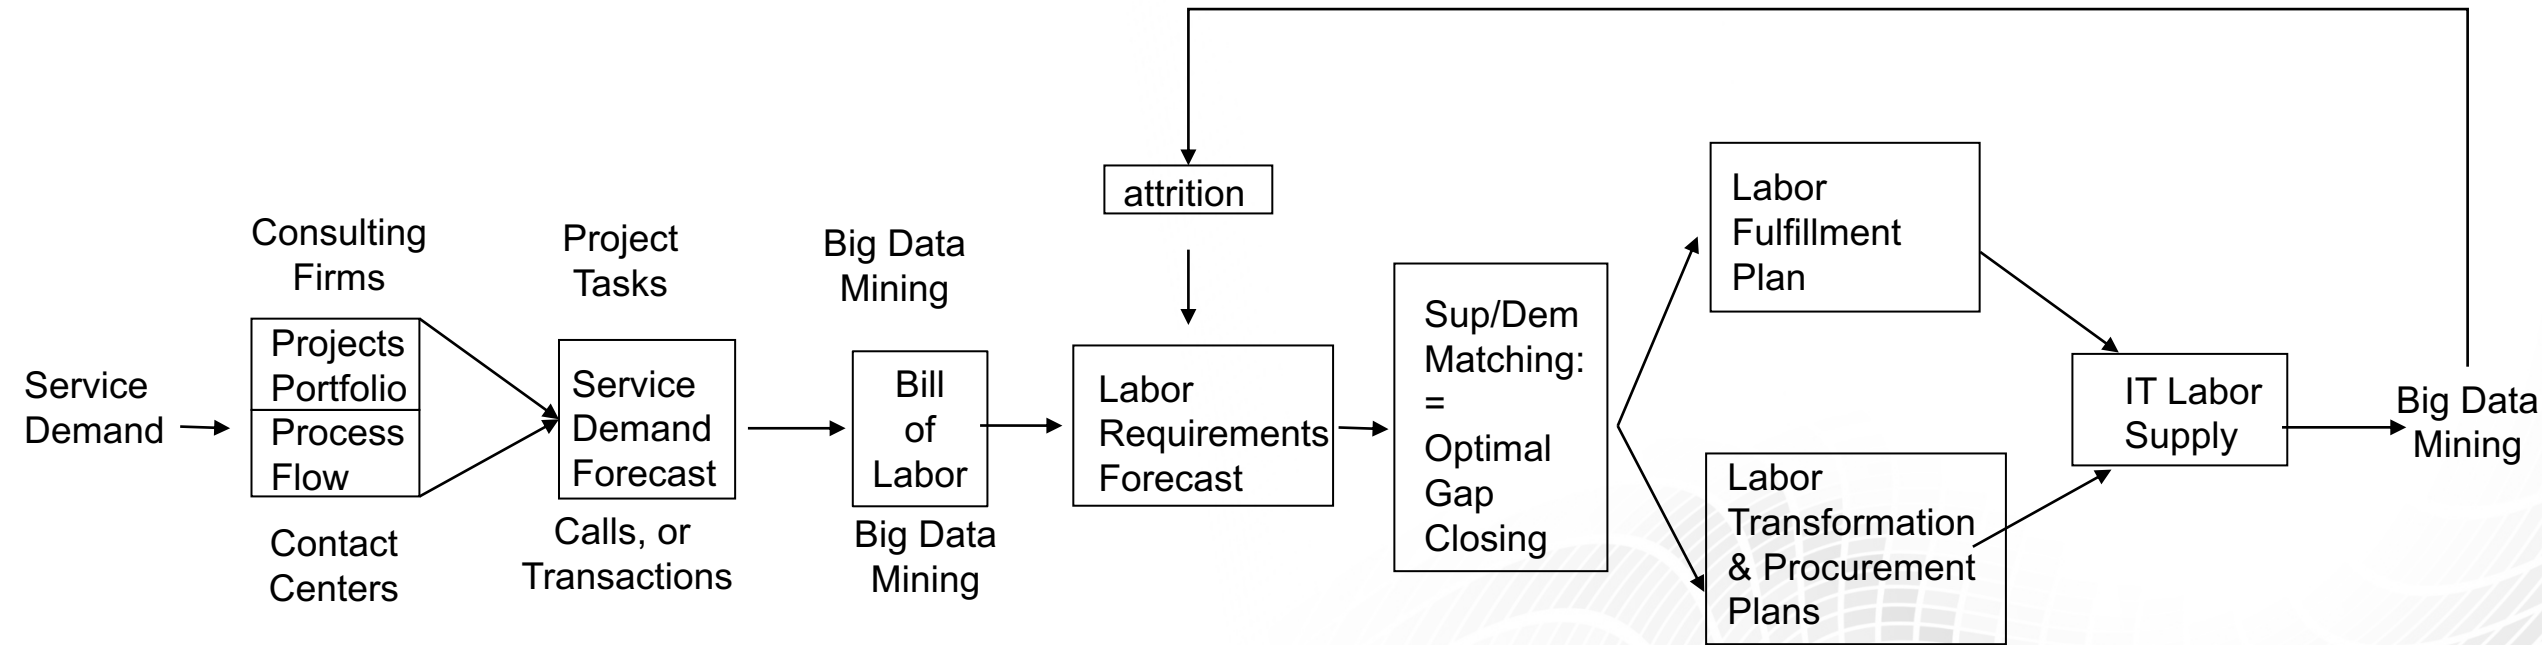 Service
Demand
Consulting
Firms
Projects
Portfolio
Process
Flow
Contact
Centers
Project
Tasks
Service
Demand
Forecast
Calls, or
Transactions
Big Data
Mining
Bill
of
Labor
Big Data
Mining
attrition
Labor
Requirements
Forecast
Sup/Dem
Matching:
=
Optimal
Gap
Closing
Labor
Fulfillment
Plan
Labor
Transformation
& Procurement
Plans
IT Labor
Supply
Big Data
Mining